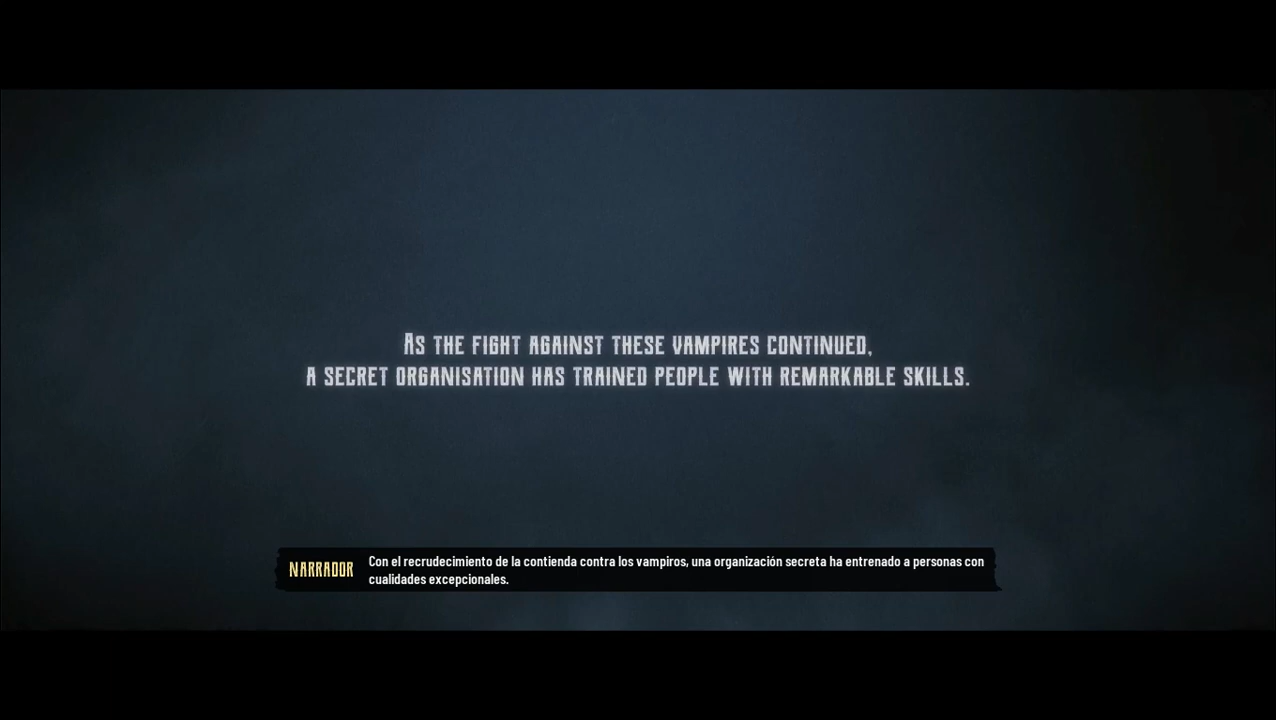 As the fight against these vampires continued,
a secret organisation has trained people with remarkable skills.
NARRADOR
Con el recrudecimiento de la contienda contra los vampiros, una organización secreta ha entrenado a personas con
cualidades excepcionales.